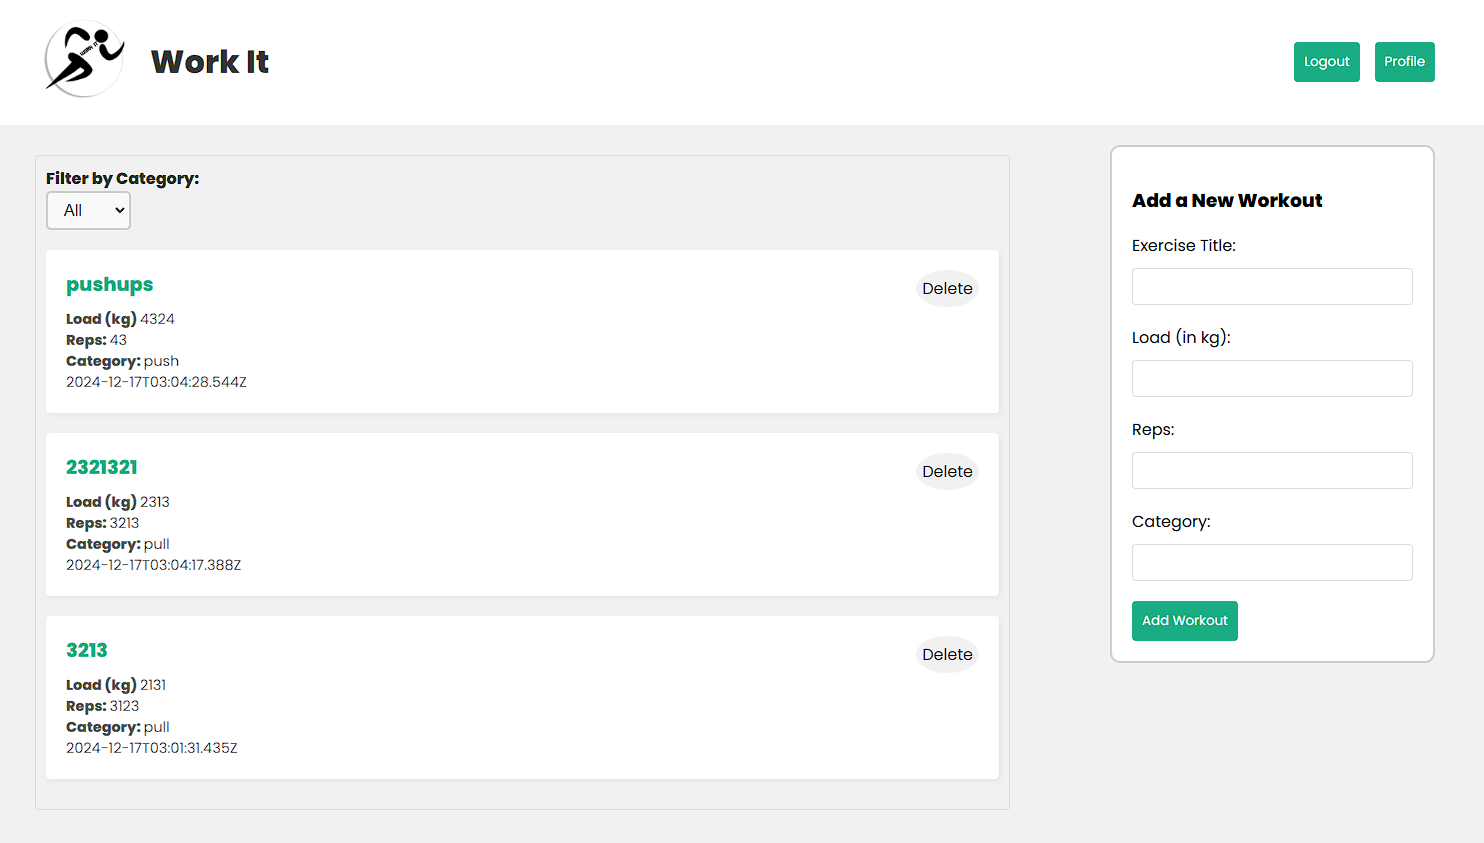 WORK IT
Work It
Logout
Profile
Filter by Category:
All
pushups
Delete
Load (kg) 4324
Reps: 43
Category: push
2024-12-17T03:04:28.544Z
2321321
Delete
Load (kg) 2313
Reps: 3213
Category: pull
2024-12-17T03:04:17.388Z
3213
Delete
Load (kg) 2131
Reps: 3123
Category: pull
2024-12-17T03:01:31.435Z
Add a New Workout
Exercise Title:
Load (in kg):
Reps:
Category:
Add Workout